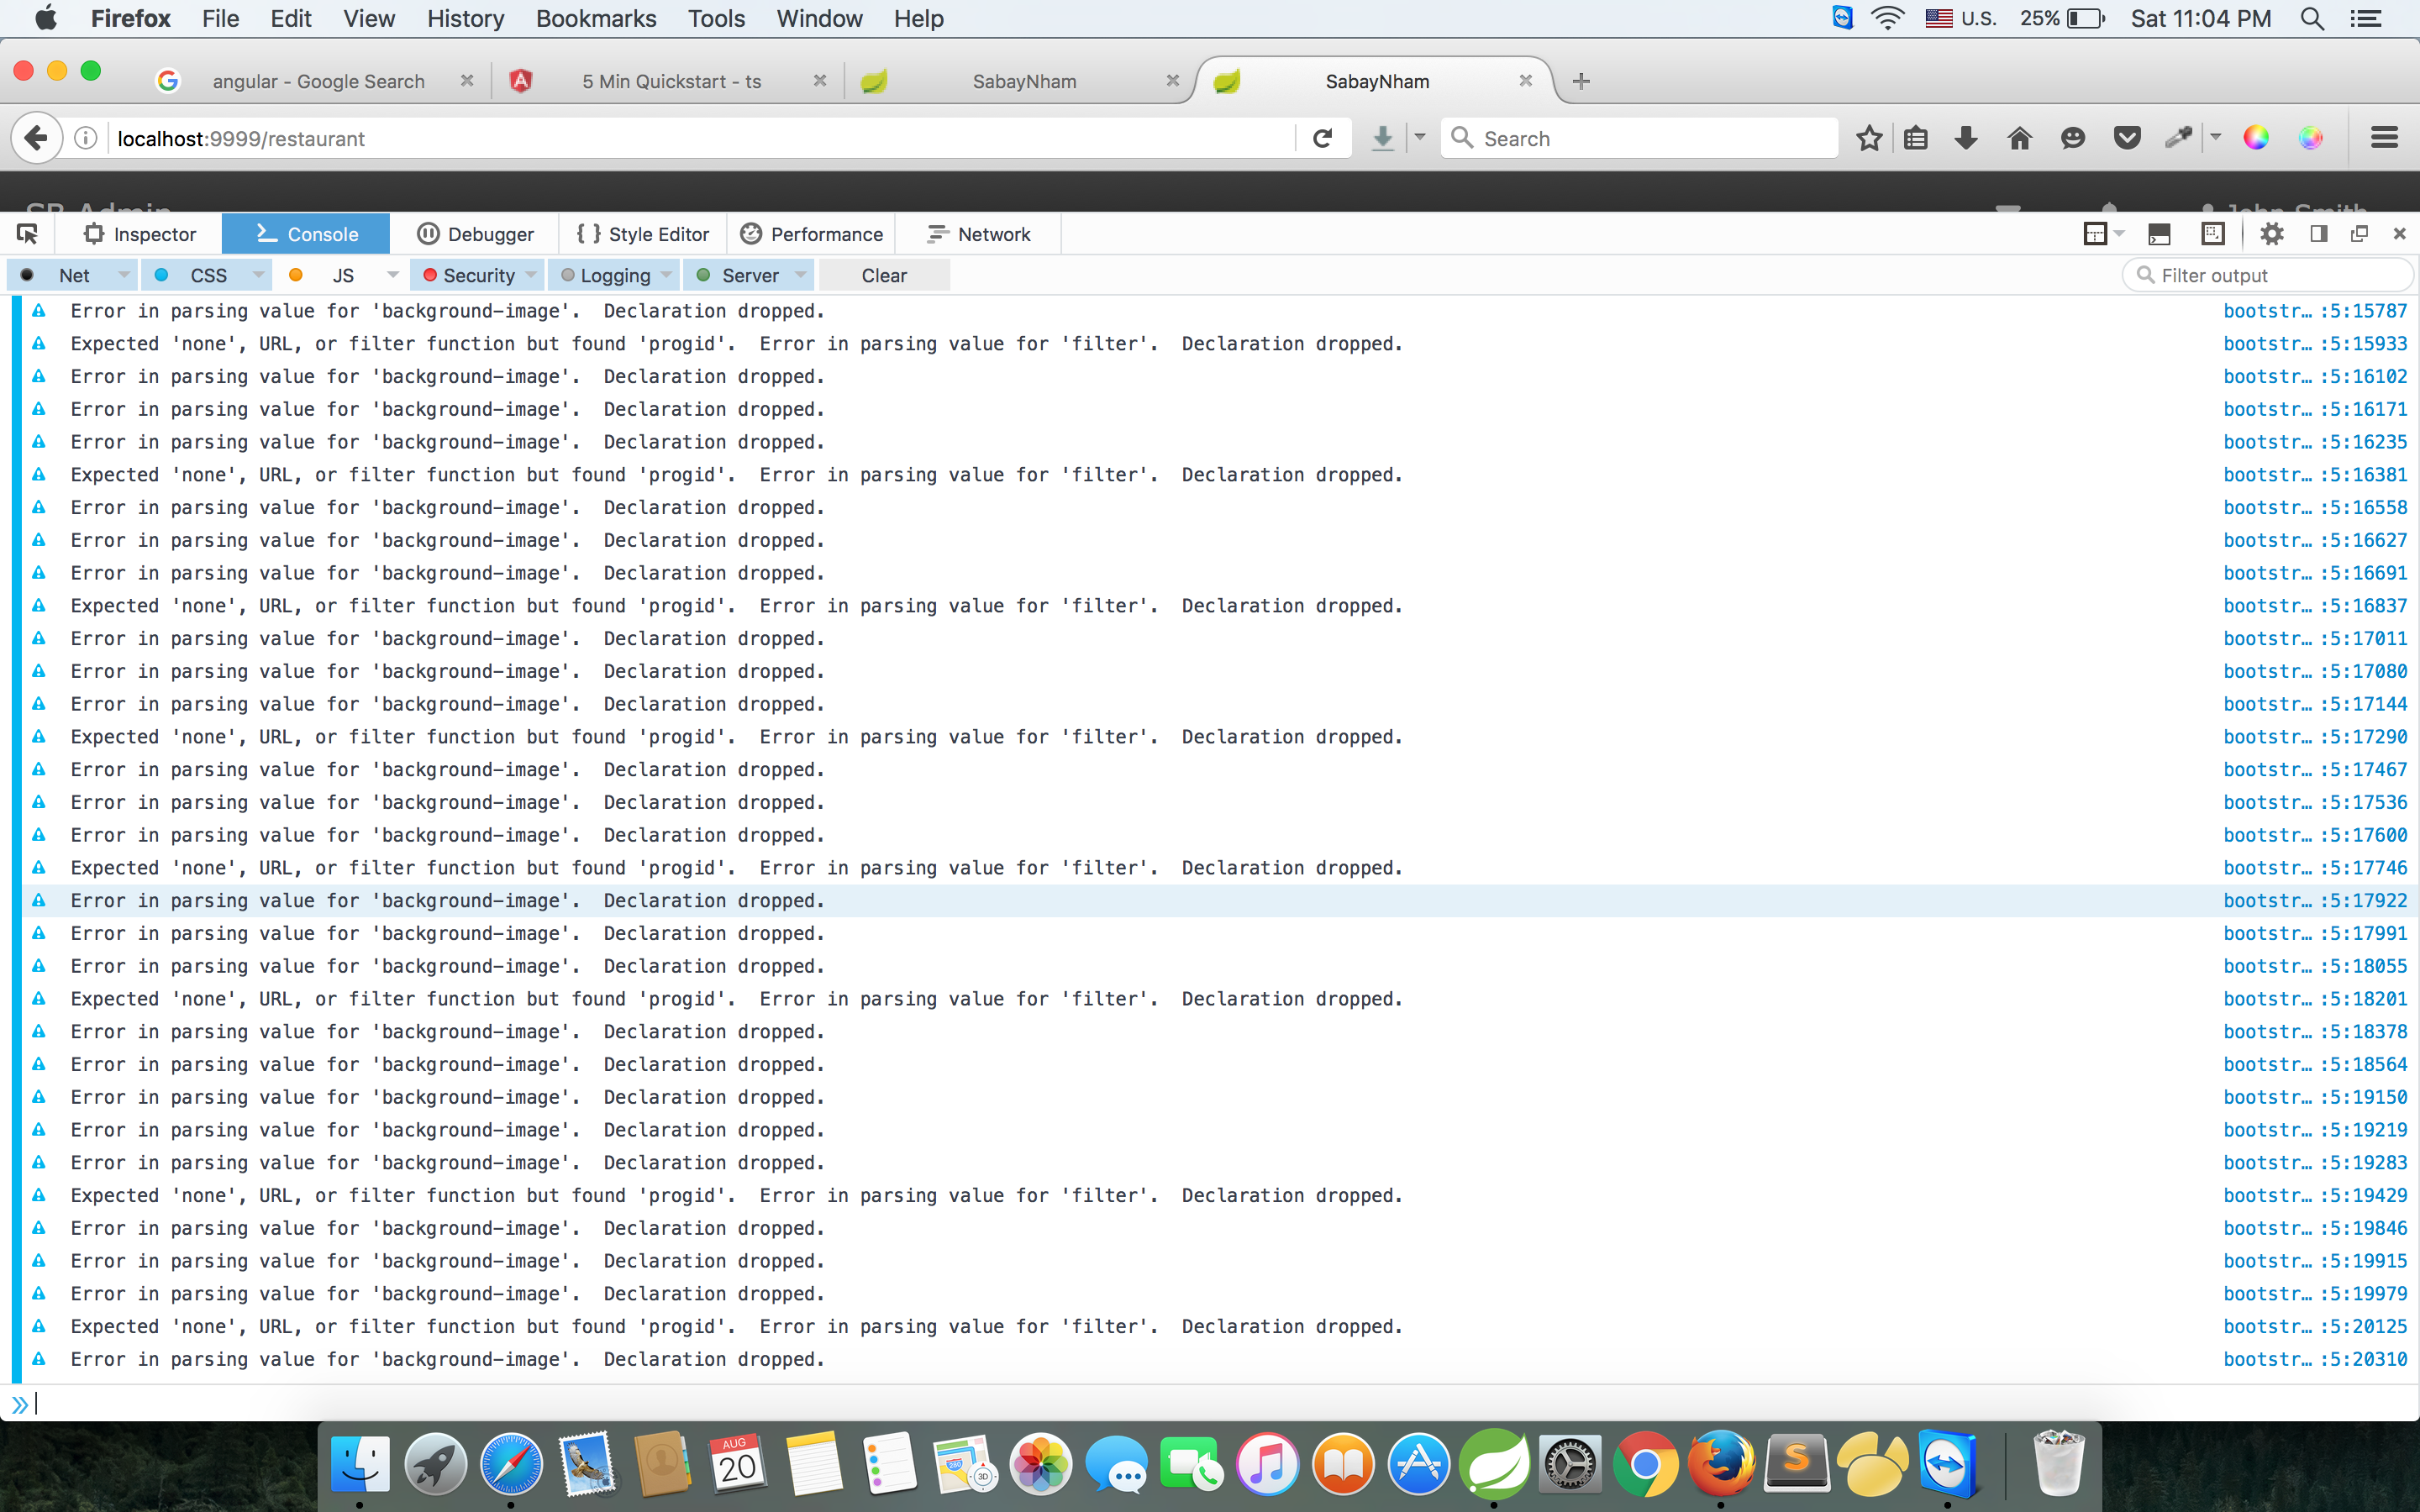 Firefox File Edit View History Bookmarks Tools Window Help U.S. 25% Sat 11:04 PM
angular - Google Search 5 Min Quickstart - ts SabayNham SabayNham
localhost:9999/restaurant Search
SB Admin John Smith
Inspector Console Debugger Style Editor Performance Network
Net CSS JS Security Logging Server Clear Filter output
Error in parsing value for 'background-image'. Declaration dropped. bootstr… :5:15787
Expected 'none', URL, or filter function but found 'progid'. Error in parsing value for 'filter'. Declaration dropped. bootstr… :5:15933
Error in parsing value for 'background-image'. Declaration dropped. bootstr… :5:16102
Error in parsing value for 'background-image'. Declaration dropped. bootstr… :5:16171
Error in parsing value for 'background-image'. Declaration dropped. bootstr… :5:16235
Expected 'none', URL, or filter function but found 'progid'. Error in parsing value for 'filter'. Declaration dropped. bootstr… :5:16381
Error in parsing value for 'background-image'. Declaration dropped. bootstr… :5:16558
Error in parsing value for 'background-image'. Declaration dropped. bootstr… :5:16627
Error in parsing value for 'background-image'. Declaration dropped. bootstr… :5:16691
Expected 'none', URL, or filter function but found 'progid'. Error in parsing value for 'filter'. Declaration dropped. bootstr… :5:16837
Error in parsing value for 'background-image'. Declaration dropped. bootstr… :5:17011
Error in parsing value for 'background-image'. Declaration dropped. bootstr… :5:17080
Error in parsing value for 'background-image'. Declaration dropped. bootstr… :5:17144
Expected 'none', URL, or filter function but found 'progid'. Error in parsing value for 'filter'. Declaration dropped. bootstr… :5:17290
Error in parsing value for 'background-image'. Declaration dropped. bootstr… :5:17467
Error in parsing value for 'background-image'. Declaration dropped. bootstr… :5:17536
Error in parsing value for 'background-image'. Declaration dropped. bootstr… :5:17600
Expected 'none', URL, or filter function but found 'progid'. Error in parsing value for 'filter'. Declaration dropped. bootstr… :5:17746
Error in parsing value for 'background-image'. Declaration dropped. bootstr… :5:17922
Error in parsing value for 'background-image'. Declaration dropped. bootstr… :5:17991
Error in parsing value for 'background-image'. Declaration dropped. bootstr… :5:18055
Expected 'none', URL, or filter function but found 'progid'. Error in parsing value for 'filter'. Declaration dropped. bootstr… :5:18201
Error in parsing value for 'background-image'. Declaration dropped. bootstr… :5:18378
Error in parsing value for 'background-image'. Declaration dropped. bootstr… :5:18564
Error in parsing value for 'background-image'. Declaration dropped. bootstr… :5:19150
Error in parsing value for 'background-image'. Declaration dropped. bootstr… :5:19219
Error in parsing value for 'background-image'. Declaration dropped. bootstr… :5:19283
Expected 'none', URL, or filter function but found 'progid'. Error in parsing value for 'filter'. Declaration dropped. bootstr… :5:19429
Error in parsing value for 'background-image'. Declaration dropped. bootstr… :5:19846
Error in parsing value for 'background-image'. Declaration dropped. bootstr… :5:19915
Error in parsing value for 'background-image'. Declaration dropped. bootstr… :5:19979
Expected 'none', URL, or filter function but found 'progid'. Error in parsing value for 'filter'. Declaration dropped. bootstr… :5:20125
Error in parsing value for 'background-image'. Declaration dropped. bootstr… :5:20310
AUG
20
280
3D
S